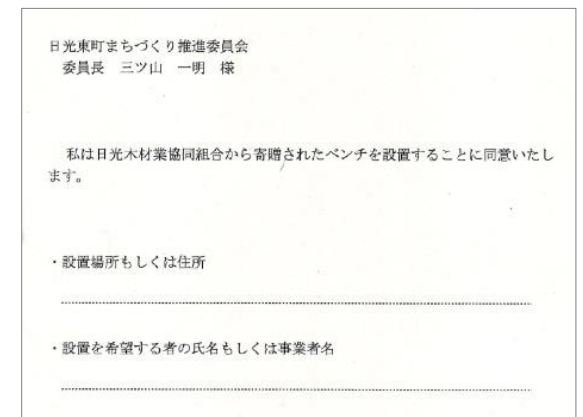 日光東町まちづくり推進委員会
委員長 三ツ山 一明 様
私は日光木材業協同組合から寄贈されたベンチを設置することに同意いたし
ます。
・設置場所もしくは住所
・設置を希望する者の氏名もしくは事業者名